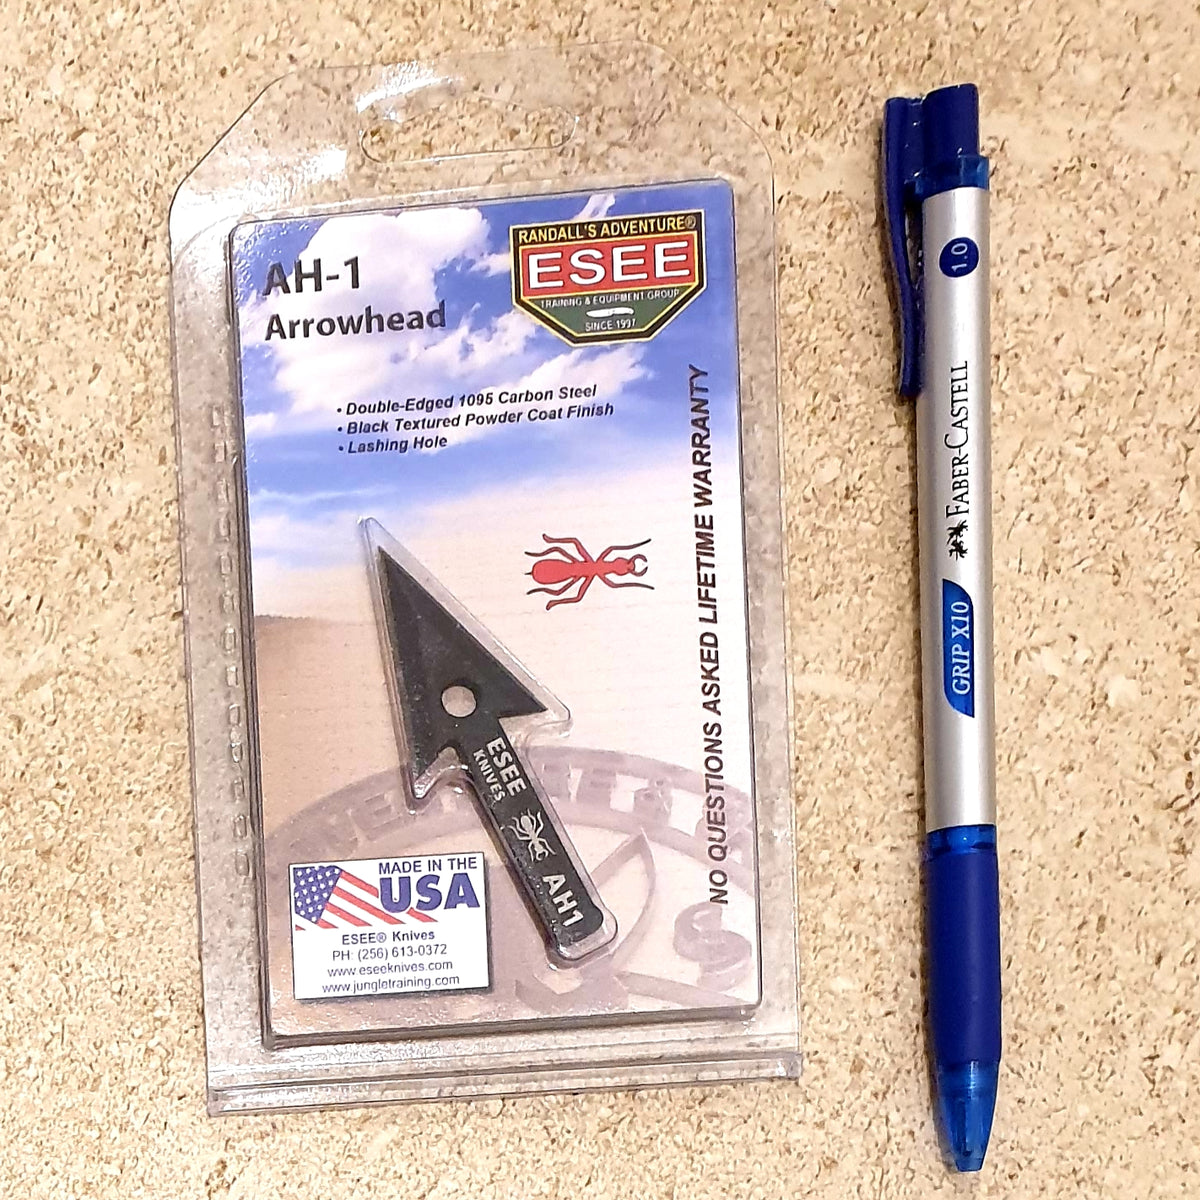 AH-1
Arrowhead
RANDALL'S ADVENTURE®
ESEE
TRAINING & EQUIPMENT GROUP
SINCE 1997
• Double-Edged 1095 Carbon Steel
• Black Textured Powder Coat Finish
• Lashing Hole
NO QUESTIONS ASKED LIFETIME WARRANTY
ESEE
KNIVES
AH1
MADE IN THE
USA
ESEE® Knives
PH: (256) 613-0372
www.eseeknives.com
www.jungletraining.com
1.0
FABER-CASTELL
GRIP X10